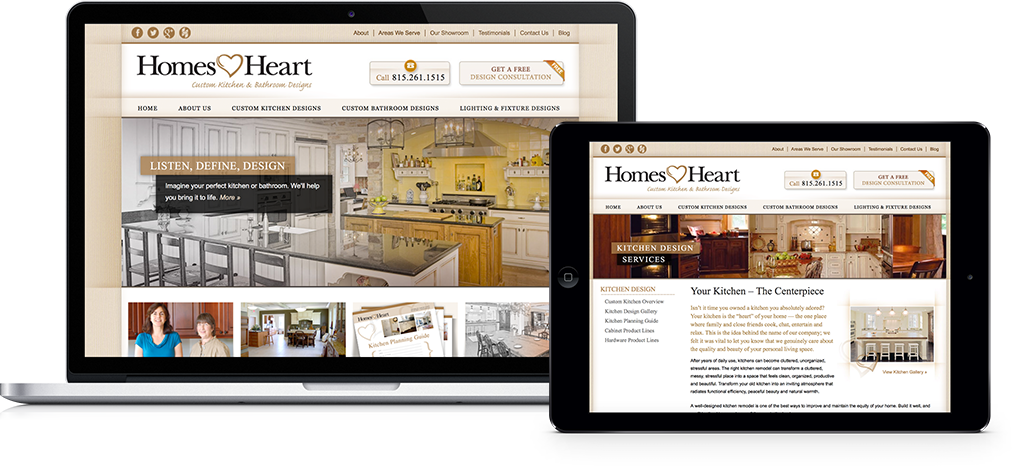 About | Areas We Serve | Our Showroom | Testimonials | Contact Us | Blog
Homes Heart
Custom Kitchen & Bathroom Designs
Call 815.261.1515
GET A FREE
DESIGN CONSULTATION
FREE
HOME ABOUT US CUSTOM KITCHEN DESIGNS CUSTOM BATHROOM DESIGNS LIGHTING & FIXTURE DESIGNS
LISTEN, DEFINE, DESIGN
Imagine your perfect kitchen or bathroom. We'll help
you bring it to life. More »
Kitchen Planning Guide
About | Areas We Serve | Our Showroom | Testimonials | Contact Us | Blog
Homes Heart
Custom Kitchen & Bathroom Designs
Call 815.261.1515
GET A FREE
DESIGN CONSULTATION
HOME ABOUT US CUSTOM KITCHEN DESIGNS CUSTOM BATHROOM DESIGNS LIGHTING & FIXTURE DESIGNS
KITCHEN DESIGN
SERVICES
KITCHEN DESIGN
Custom Kitchen Overview
Kitchen Design Gallery
Kitchen Planning Guide
Cabinet Product Lines
Hardware Product Lines
Your Kitchen – The Centerpiece
Isn't it time you owned a kitchen you absolutely adored?
Your kitchen is the "heart" of your home — the one place
where family and close friends cook, chat, entertain and
relax. This is the idea behind the name of our company; we
felt it was vital to let you know that we genuinely care about
the quality and beauty of your personal living space.
After years of daily use, kitchens can become cluttered, unorganized,
stressful areas. The right kitchen remodel can transform a cluttered,
messy, stressful place into a space that feels clean, organized, productive
and beautiful. Transform your old kitchen into an inviting atmosphere that
radiates functional efficiency, peaceful beauty and natural warmth.
View Kitchen Gallery »
A well-designed kitchen remodel is one of the best ways to improve and maintain the equity of your home. Build it well, and